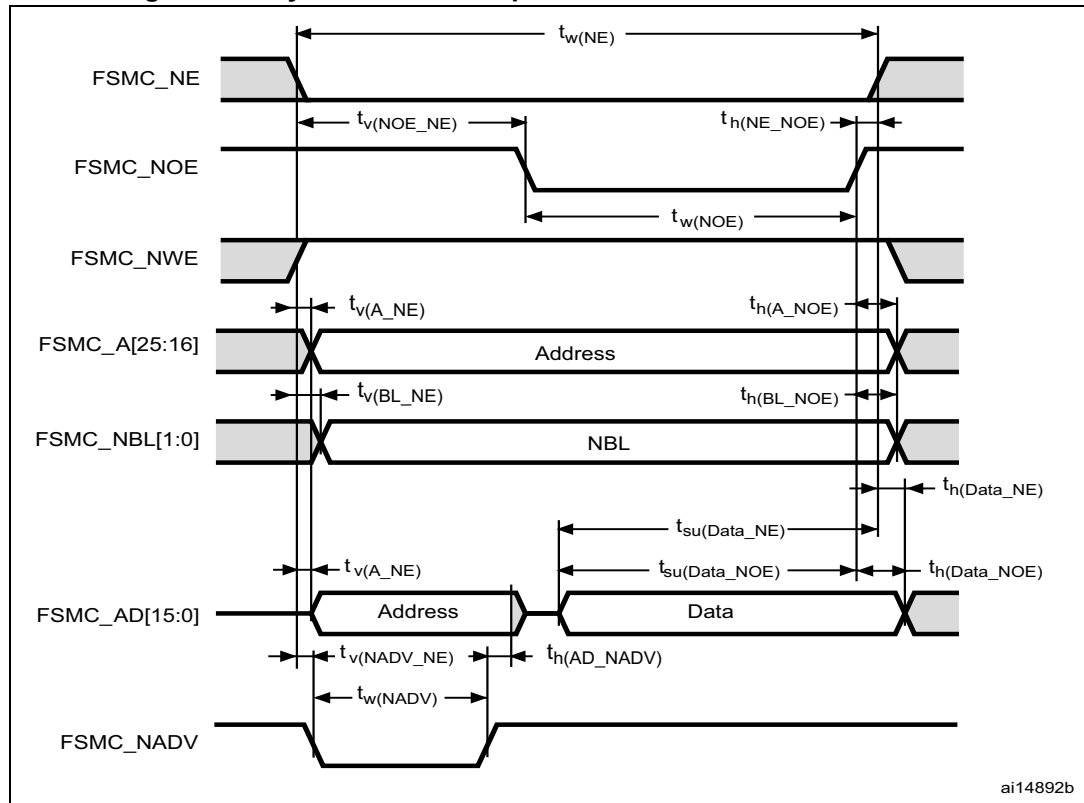 tw(NE)
FSMC_NE
tv(NOE_NE)
th(NE_NOE)
FSMC_NOE
tw(NOE)
FSMC_NWE
tv(A_NE)
th(A_NOE)
FSMC_A[25:16]
Address
tv(BL_NE)
th(BL_NOE)
FSMC_NBL[1:0]
NBL
th(Data_NE)
tsu(Data_NE)
tv(A_NE)
tsu(Data_NOE)
th(Data_NOE)
FSMC_AD[15:0]
Address
Data
tv(NADV_NE)
th(AD_NADV)
tw(NADV)
FSMC_NADV
ai14892b